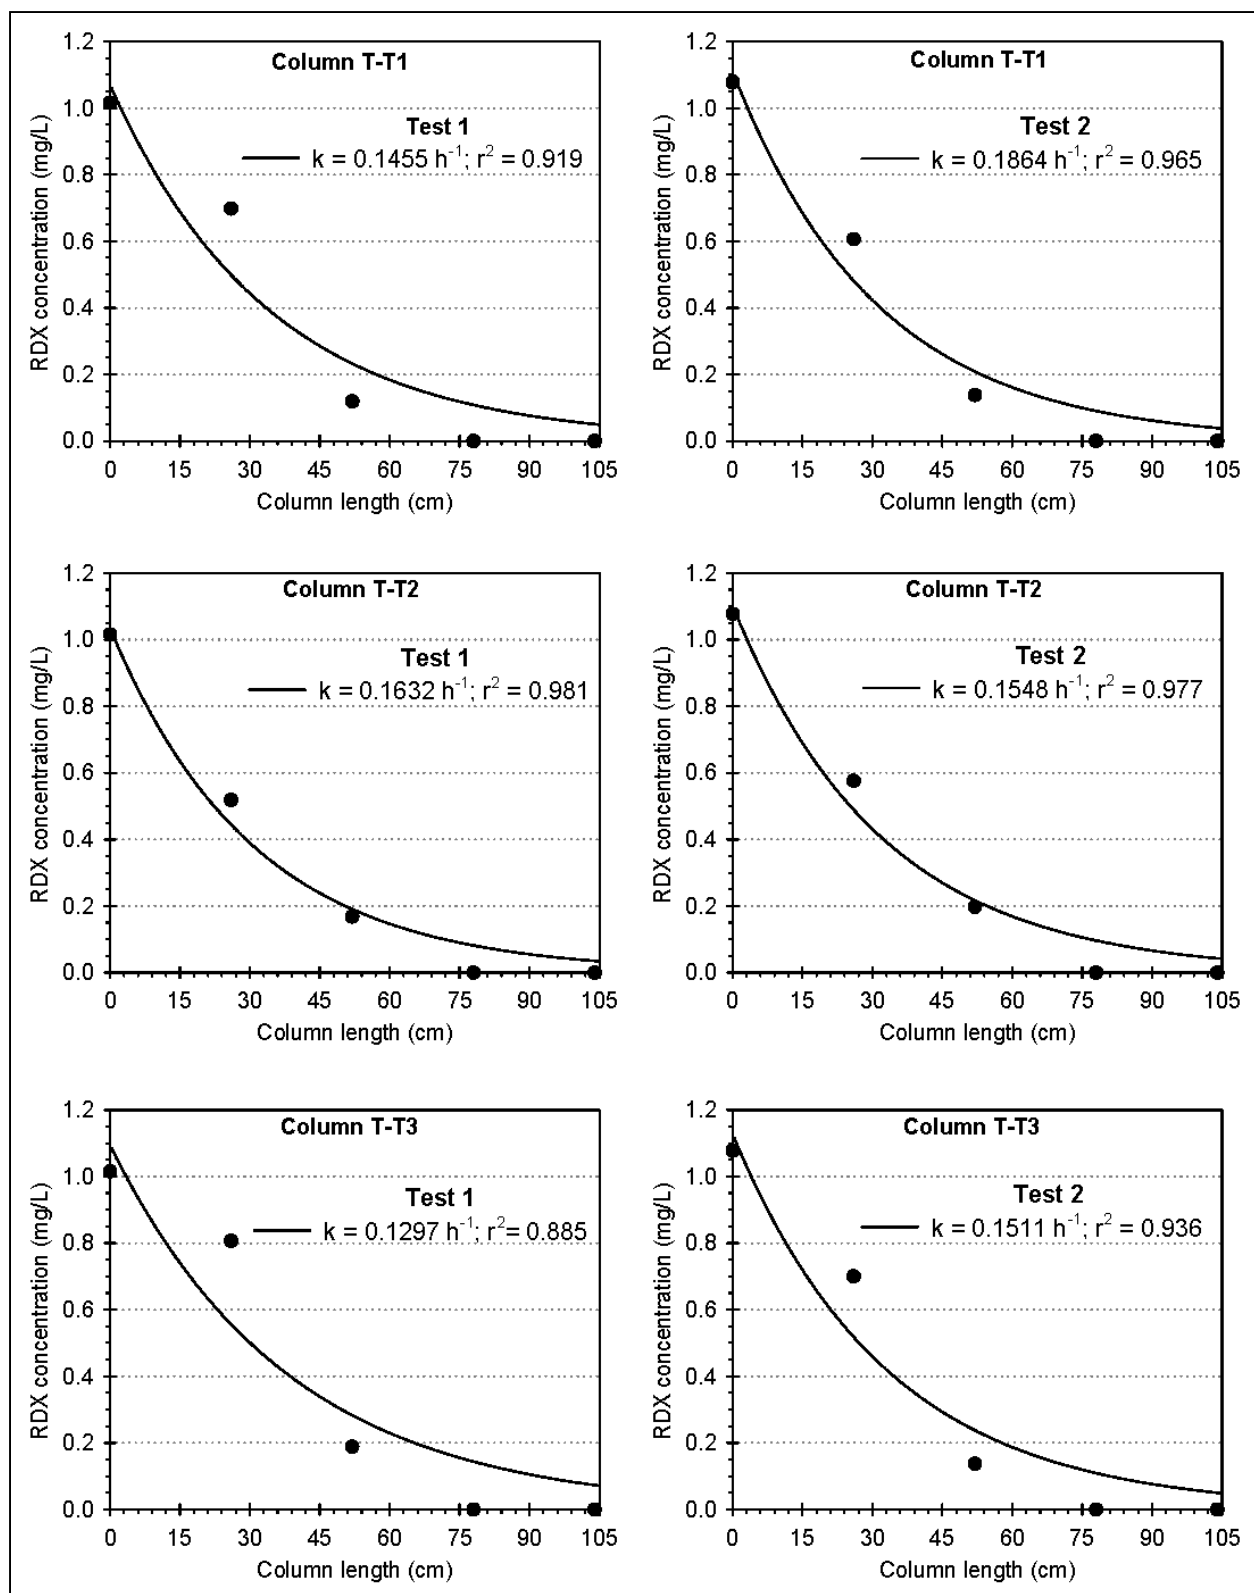 Column T-T1
Test 1
k = 0.1455 h⁻¹; r² = 0.919
RDX concentration (mg/L)
1.2
1.0
0.8
0.6
0.4
0.2
0.0
0 15 30 45 60 75 90 105
Column length (cm)
Column T-T1
Test 2
k = 0.1864 h⁻¹; r² = 0.965
RDX concentration (mg/L)
1.2
1.0
0.8
0.6
0.4
0.2
0.0
0 15 30 45 60 75 90 105
Column length (cm)
Column T-T2
Test 1
k = 0.1632 h⁻¹; r² = 0.981
RDX concentration (mg/L)
1.2
1.0
0.8
0.6
0.4
0.2
0.0
0 15 30 45 60 75 90 105
Column length (cm)
Column T-T2
Test 2
k = 0.1548 h⁻¹; r² = 0.977
RDX concentration (mg/L)
1.2
1.0
0.8
0.6
0.4
0.2
0.0
0 15 30 45 60 75 90 105
Column length (cm)
Column T-T3
Test 1
k = 0.1297 h⁻¹; r² = 0.885
RDX concentration (mg/L)
1.2
1.0
0.8
0.6
0.4
0.2
0.0
0 15 30 45 60 75 90 105
Column length (cm)
Column T-T3
Test 2
k = 0.1511 h⁻¹; r² = 0.936
RDX concentration (mg/L)
1.2
1.0
0.8
0.6
0.4
0.2
0.0
0 15 30 45 60 75 90 105
Column length (cm)